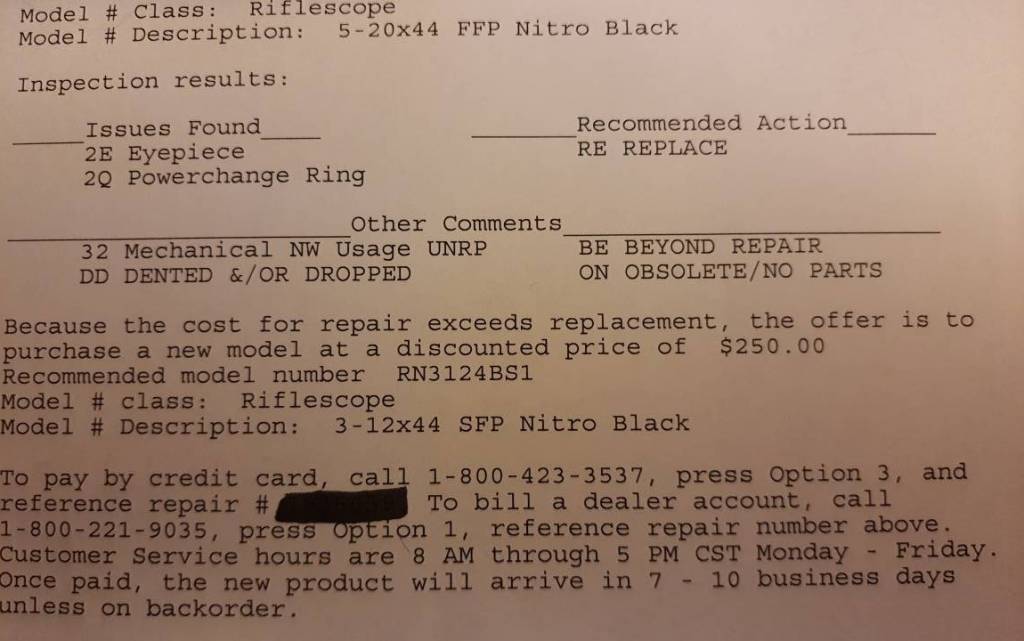 Model # Class: Riflescope
Model # Description: 5-20x44 FFP Nitro Black
Inspection results:
_____Issues Found____ _______Recommended Action______
2E Eyepiece RE REPLACE
2Q Powerchange Ring
_______________________Other Comments_________________________
32 Mechanical NW Usage UNRP BE BEYOND REPAIR
DD DENTED &/OR DROPPED ON OBSOLETE/NO PARTS
Because the cost for repair exceeds replacement, the offer is to
purchase a new model at a discounted price of $250.00
Recommended model number RN3124BS1
Model # class: Riflescope
Model # Description: 3-12x44 SFP Nitro Black
To pay by credit card, call 1-800-423-3537, press Option 3, and
reference repair # To bill a dealer account, call
1-800-221-9035, press Option 1, reference repair number above.
Customer Service hours are 8 AM through 5 PM CST Monday - Friday.
Once paid, the new product will arrive in 7 - 10 business days
unless on backorder.